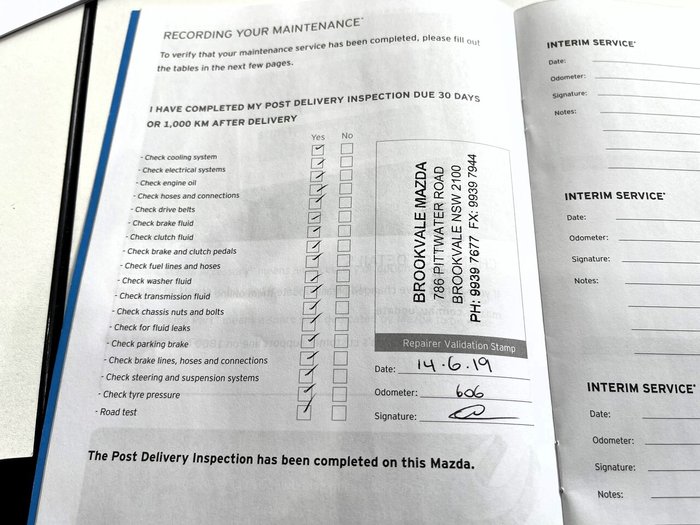 RECORDING YOUR MAINTENANCE*
To verify that your maintenance service has been completed, please fill out
the tables in the next few pages.
I HAVE COMPLETED MY POST DELIVERY INSPECTION DUE 30 DAYS
OR 1,000 KM AFTER DELIVERY
Yes No
- Check cooling system
- Check electrical systems
- Check engine oil
- Check hoses and connections
- Check drive belts
- Check brake fluid
- Check clutch fluid
- Check brake and clutch pedals
- Check fuel lines and hoses
- Check washer fluid
- Check transmission fluid
- Check chassis nuts and bolts
- Check for fluid leaks
- Check parking brake
- Check brake lines, hoses and connections
- Check steering and suspension systems
- Check tyre pressure
- Road test
BROOKVALE MAZDA
786 PITTWATER ROAD
BROOKVALE NSW 2100
PH: 9939 7677 FX: 9939 7944
Repairer Validation Stamp
Date: 14.6.19
Odometer: 606
Signature:
The Post Delivery Inspection has been completed on this Mazda.
INTERIM SERVICE*
Date:
Odometer:
Signature:
Notes:
INTERIM SERVICE*
Date:
Odometer:
Signature:
Notes:
INTERIM SERVICE*
Date:
Odometer:
Signature:
Notes: